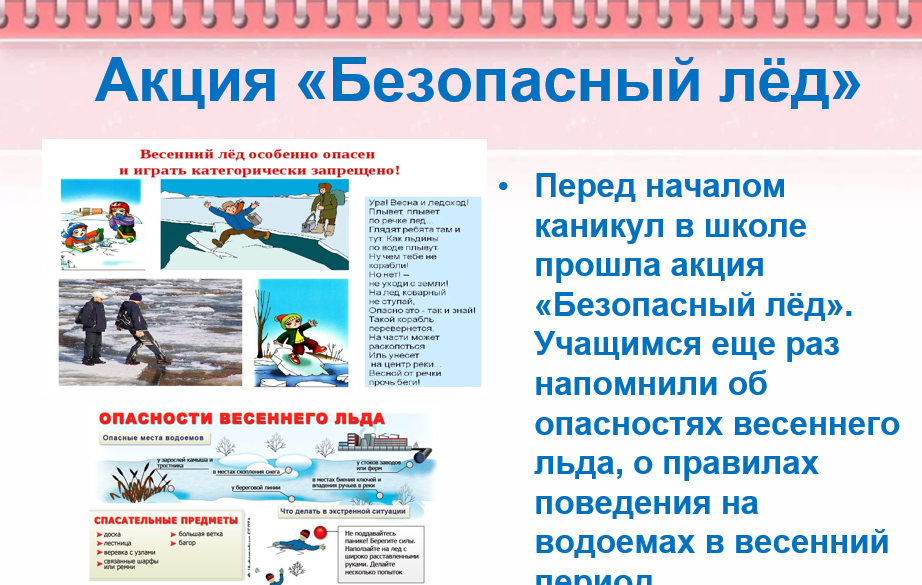 Акция «Безопасный лёд»
Весенний лёд особенно опасен
и играть категорически запрещено!
Ура! Весна и ледоход!
Плывет, плывет
по речке лед...
Глядят ребята там и
тут. Как льдины
по воде плывут.
Ну чем тебе не
корабли!
Но нет! –
не уходи с земли!
На лед коварный
не ступай,
Опасно это - так и знай!
Такой корабль
перевернется,
На части может
расколоться
Иль унесет
на центр реки...
Весной от речки
прочь беги!
ОПАСНОСТИ ВЕСЕННЕГО ЛЬДА
Опасные места водоемов
у зарослей камыша и
тростника
в местах скопления снега
у стоков заводов
или ферм
у береговой линии
в местах биения ключей и
впадения ручьев в реки
СПАСАТЕЛЬНЫЕ ПРЕДМЕТЫ
доска
лестница
веревка с узлами
связанные шарфы
или ремни
большая ветка
багор
Что делать в экстренной ситуации
Не поддавайтесь
панике! Берегите силы.
Наползайте на лед с
широко расставленными
руками. Делайте
несколько попыток
• Перед началом
каникул в школе
прошла акция
«Безопасный лёд».
Учащимся еще раз
напомнили об
опасностях весеннего
льда, о правилах
поведения на
водоемах в весенний
период